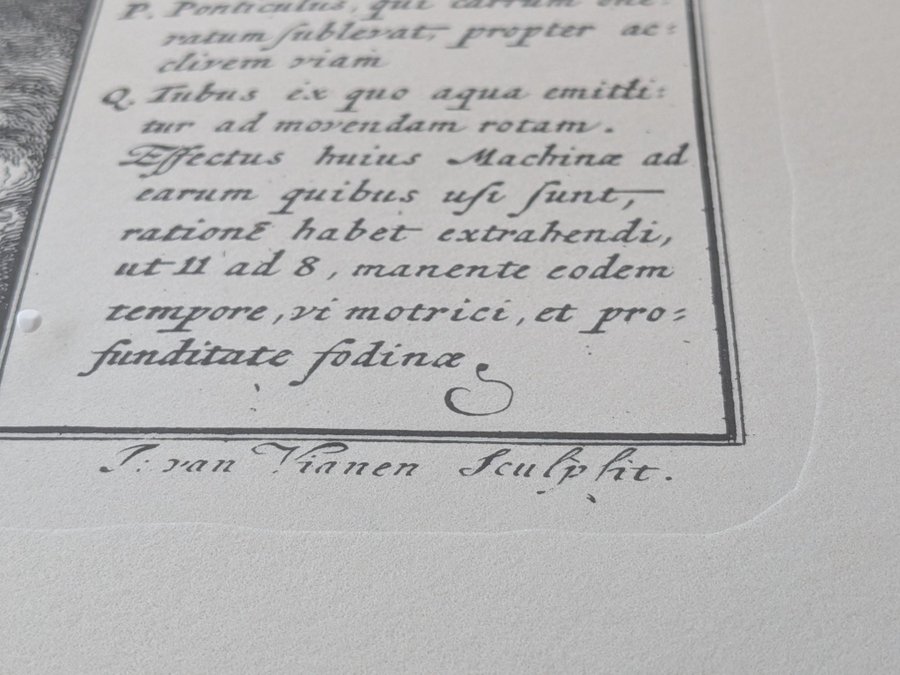 P. Ponticulus, qui carrum one:
ratum ſublevat, propter ac:
clivem viam
Q. Tubus ex quo aqua emitti:
tur ad movendam rotam.
Effectus huius Machinæ ad
earum quibus uſi ſunt,
rationē habet extrahendi,
ut 11 ad 8, manente eodem
tempore, vi motrici, et pro:
funditate fodinæ.
J: van Vianen Sculpſit.